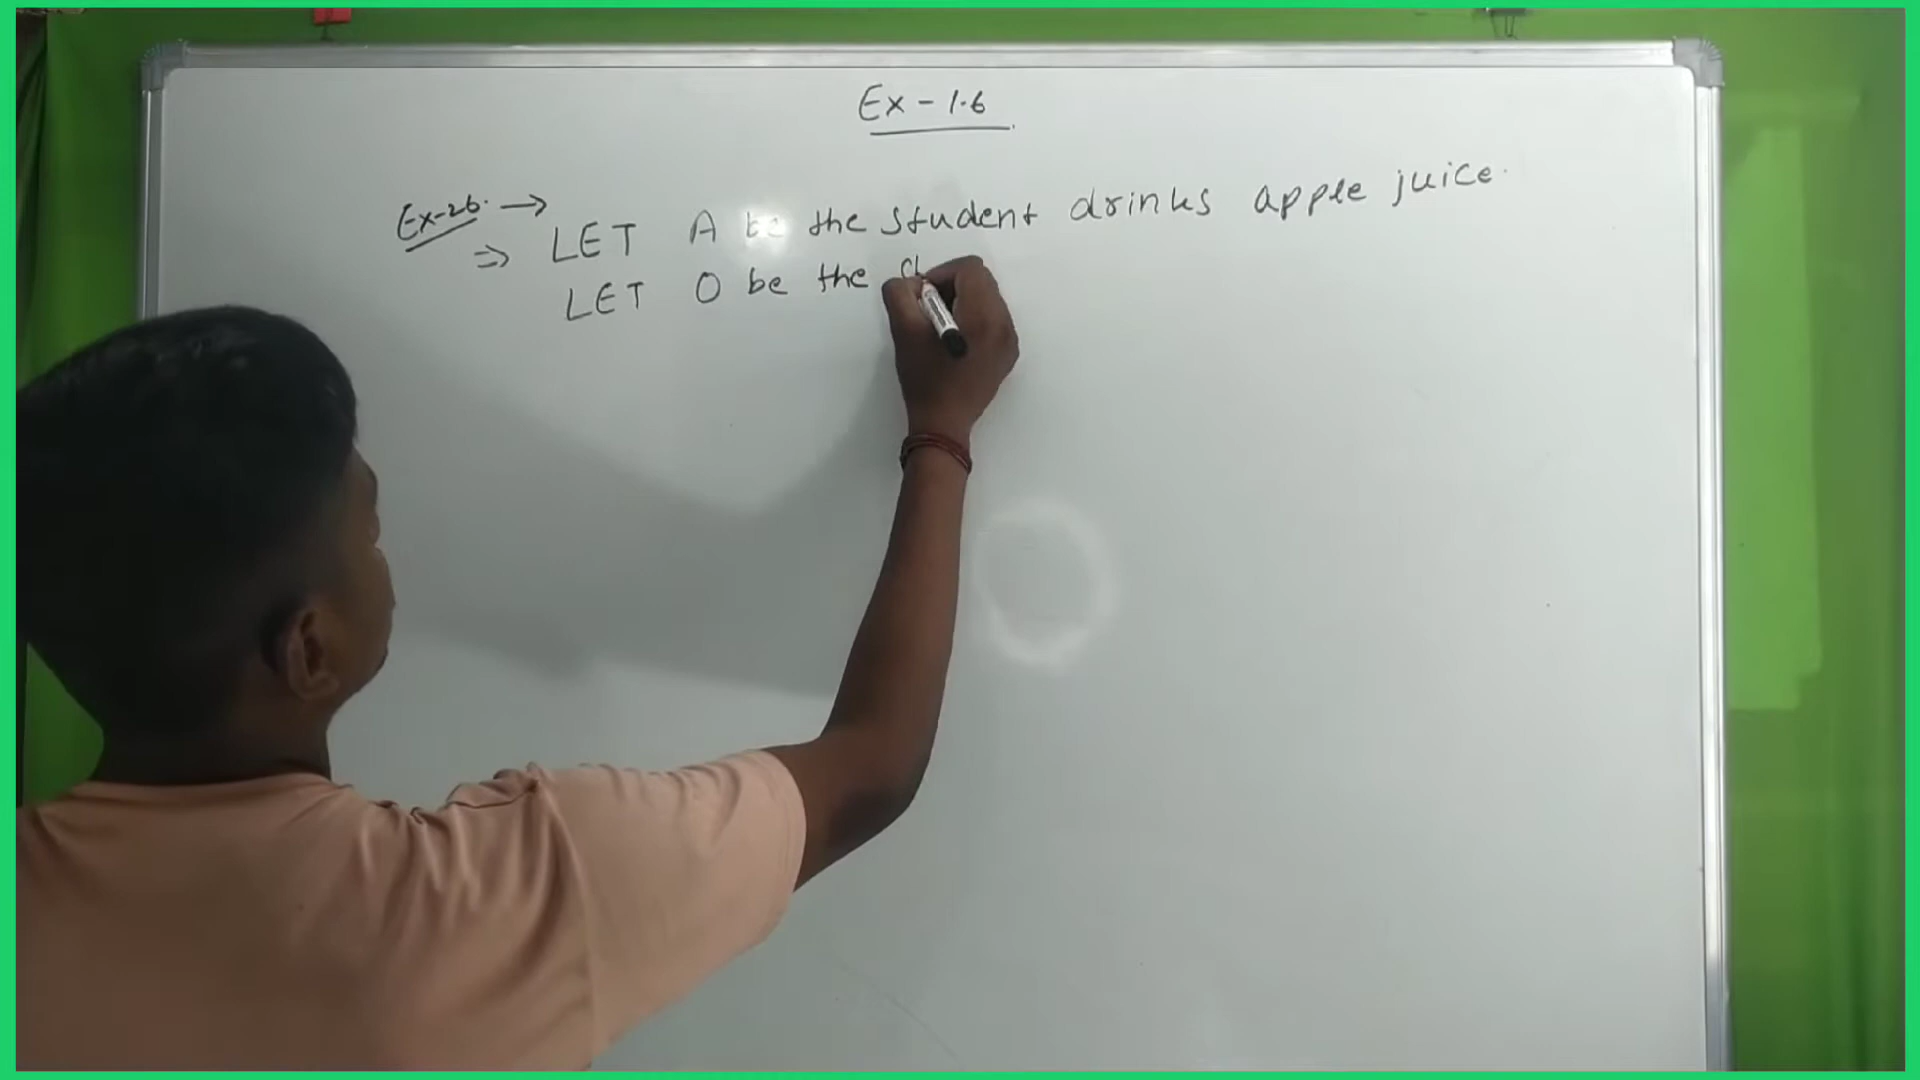 Ex - 1.6
Ex-26. →
⇒ LET A be the student drinks apple juice.
LET O be the